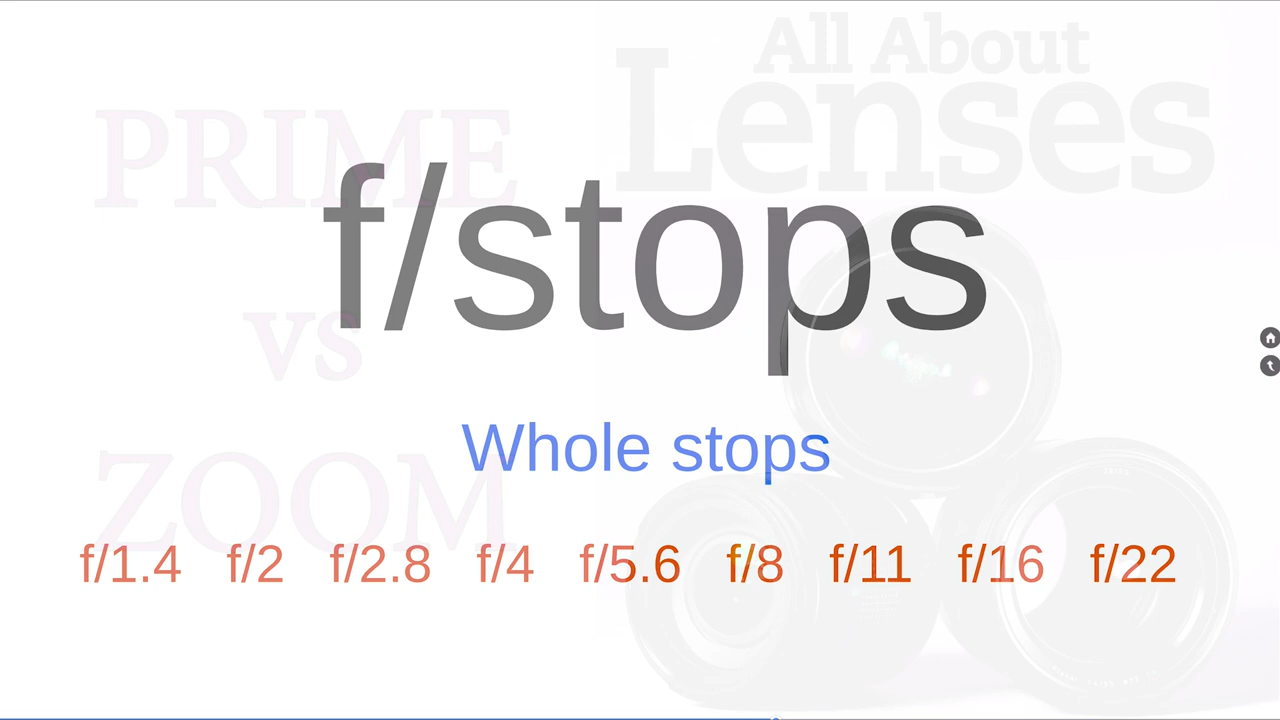 All About
Lenses
PRIME
f/stops
vs
Whole stops
ZOOM
f/1.4 f/2 f/2.8 f/4 f/5.6 f/8 f/11 f/16 f/22